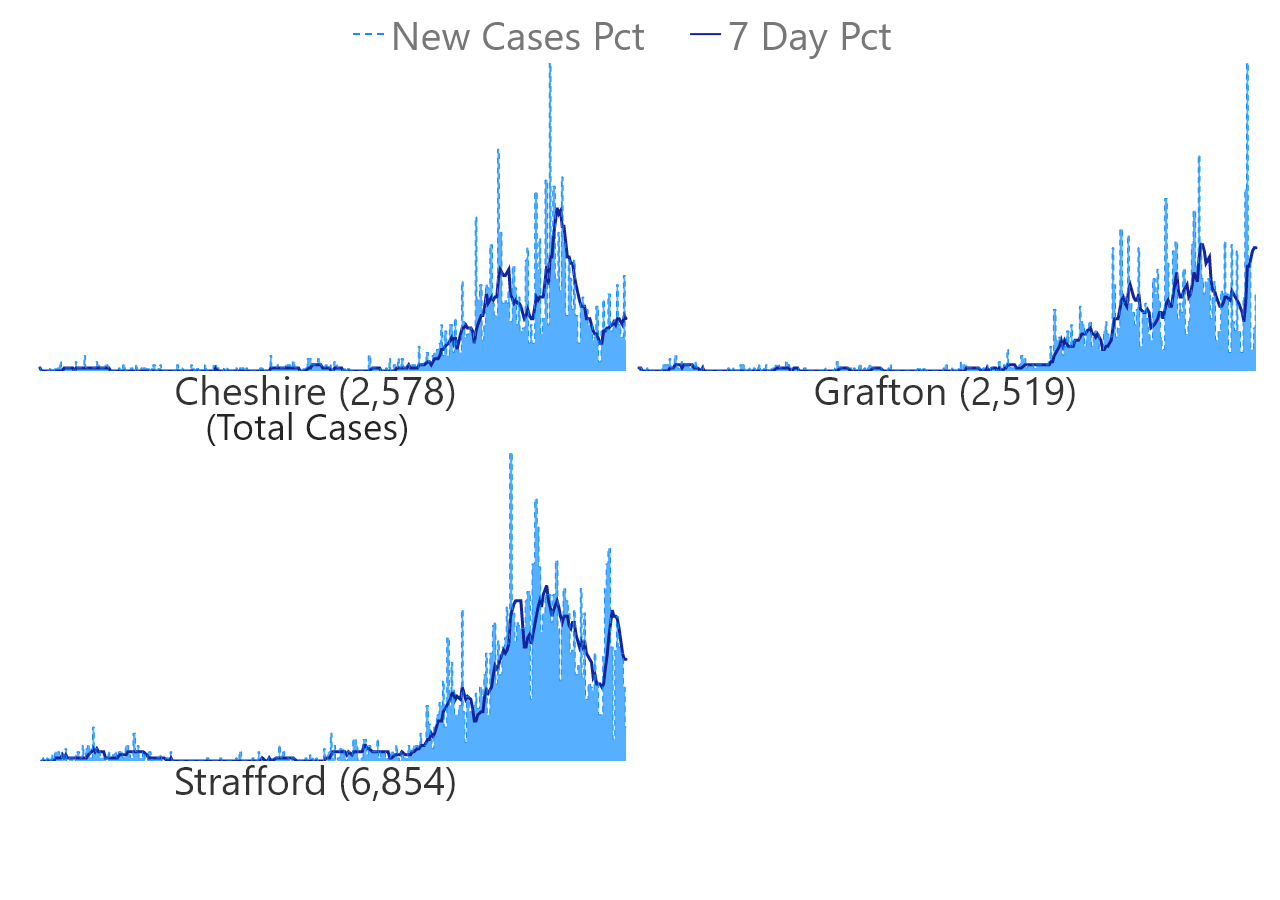 New Cases Pct 7 Day Pct
Cheshire (2,578)
(Total Cases)
Grafton (2,519)
Strafford (6,854)